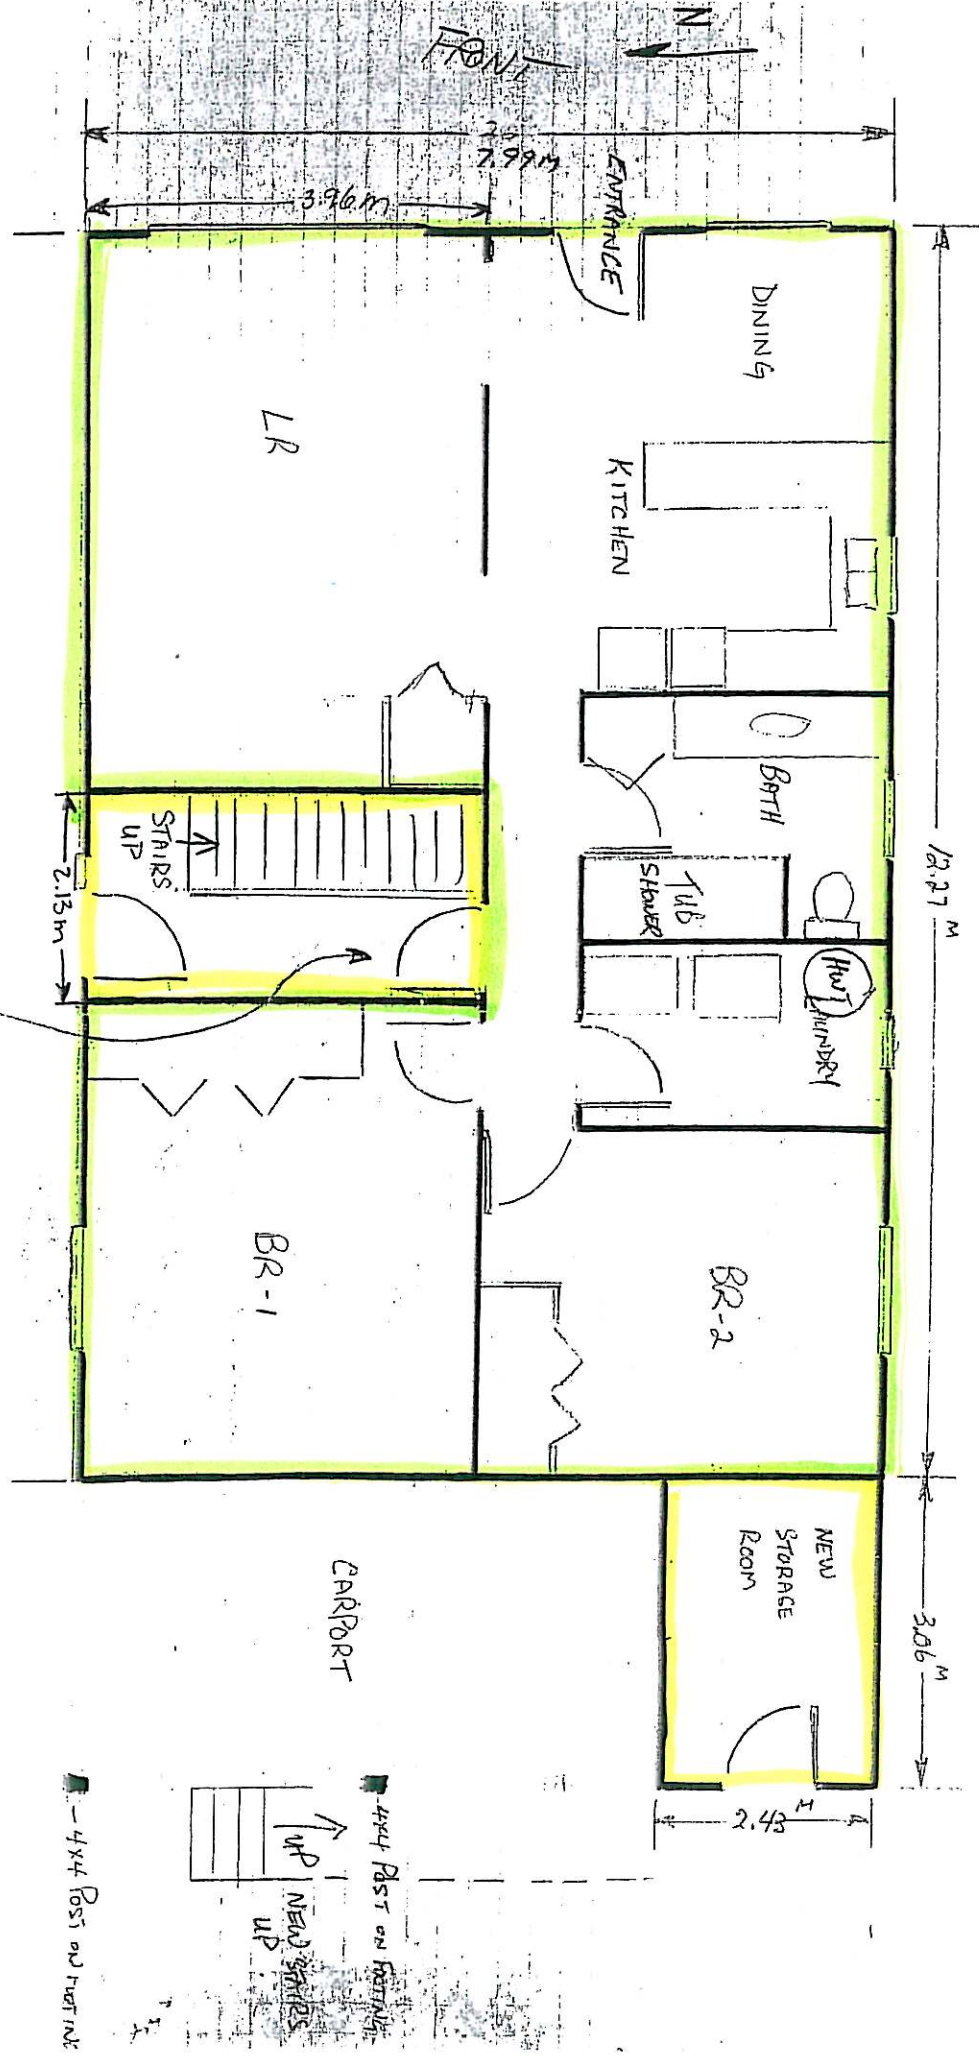 N
FRONT
7.99M
3.96m
ENTRANCE
DINING
12.27 M
LR
KITCHEN
BATH
TUB
SHOWER
STAIRS
UP
2.13m
A
HWT
LAUNDRY
BR-1
BR-2
NEW
STORAGE
ROOM
3.06 M
2.43 M
CARPORT
UP
NEW STAIRS
UP
4x4 POST ON FOOTING
- 4x4 POST ON